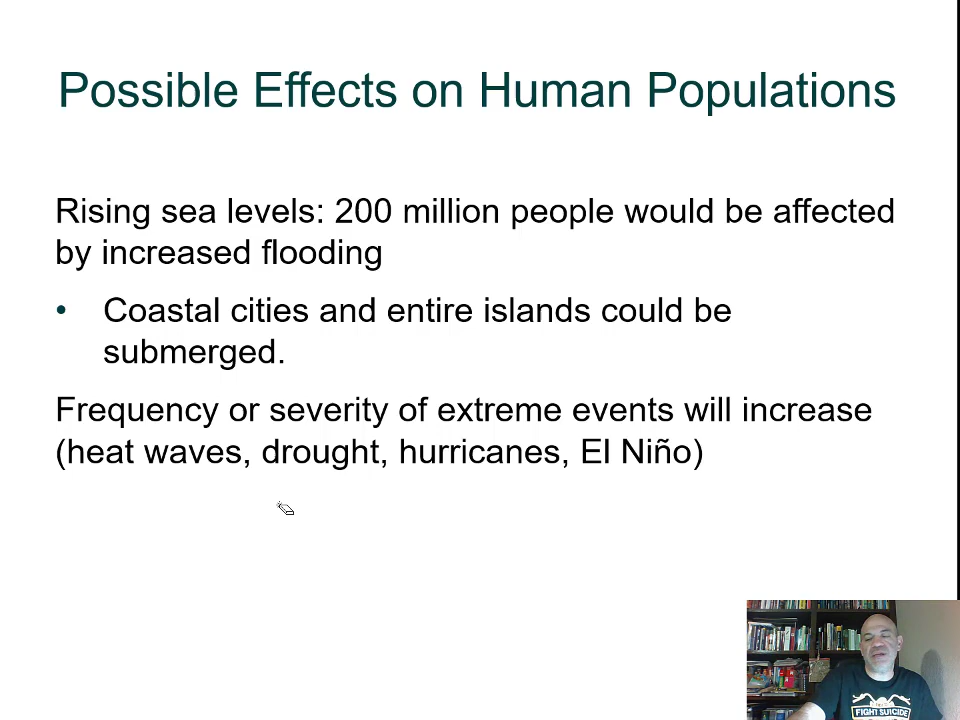 Possible Effects on Human Populations
Rising sea levels: 200 million people would be affected
by increased flooding
• Coastal cities and entire islands could be
submerged.
Frequency or severity of extreme events will increase
(heat waves, drought, hurricanes, El Niño)
FIGHT SUICIDE